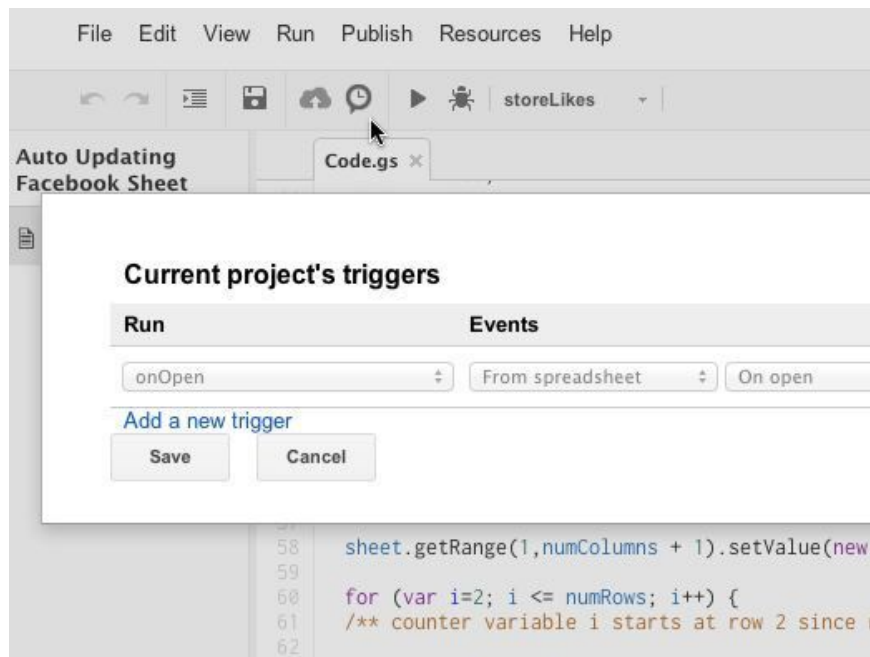 File Edit View Run Publish Resources Help
storeLikes
Auto Updating
Facebook Sheet
Code.gs
Current project's triggers
Run Events
onOpen From spreadsheet On open
Add a new trigger
Save Cancel
58 sheet.getRange(1,numColumns + 1).setValue(new
59
60 for (var i=2; i <= numRows; i++) {
61 /** counter variable i starts at row 2 since
62